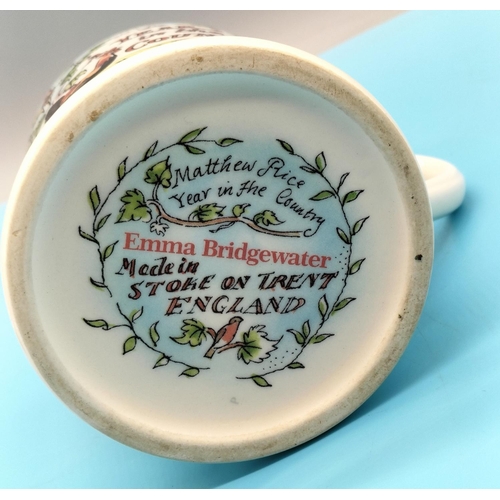 Matthew Rice
Year in the Country
Emma Bridgewater
Made in
STOKE ON TRENT
ENGLAND